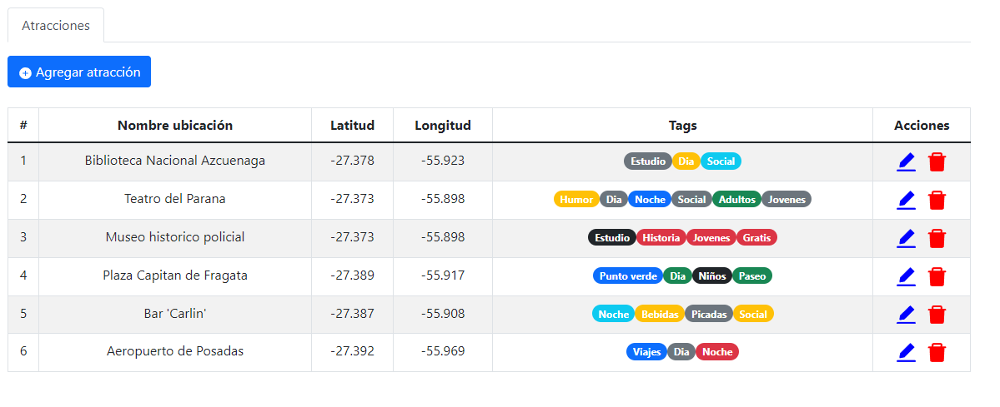 Atracciones
Agregar atracción
# Nombre ubicación Latitud Longitud Tags Acciones
1 Biblioteca Nacional Azcuenaga -27.378 -55.923 Estudio Dia Social
2 Teatro del Parana -27.373 -55.898 Humor Dia Noche Social Adultos Jovenes
3 Museo historico policial -27.373 -55.898 Estudio Historia Jovenes Gratis
4 Plaza Capitan de Fragata -27.389 -55.917 Punto verde Dia Niños Paseo
5 Bar 'Carlin' -27.387 -55.908 Noche Bebidas Picadas Social
6 Aeropuerto de Posadas -27.392 -55.969 Viajes Dia Noche